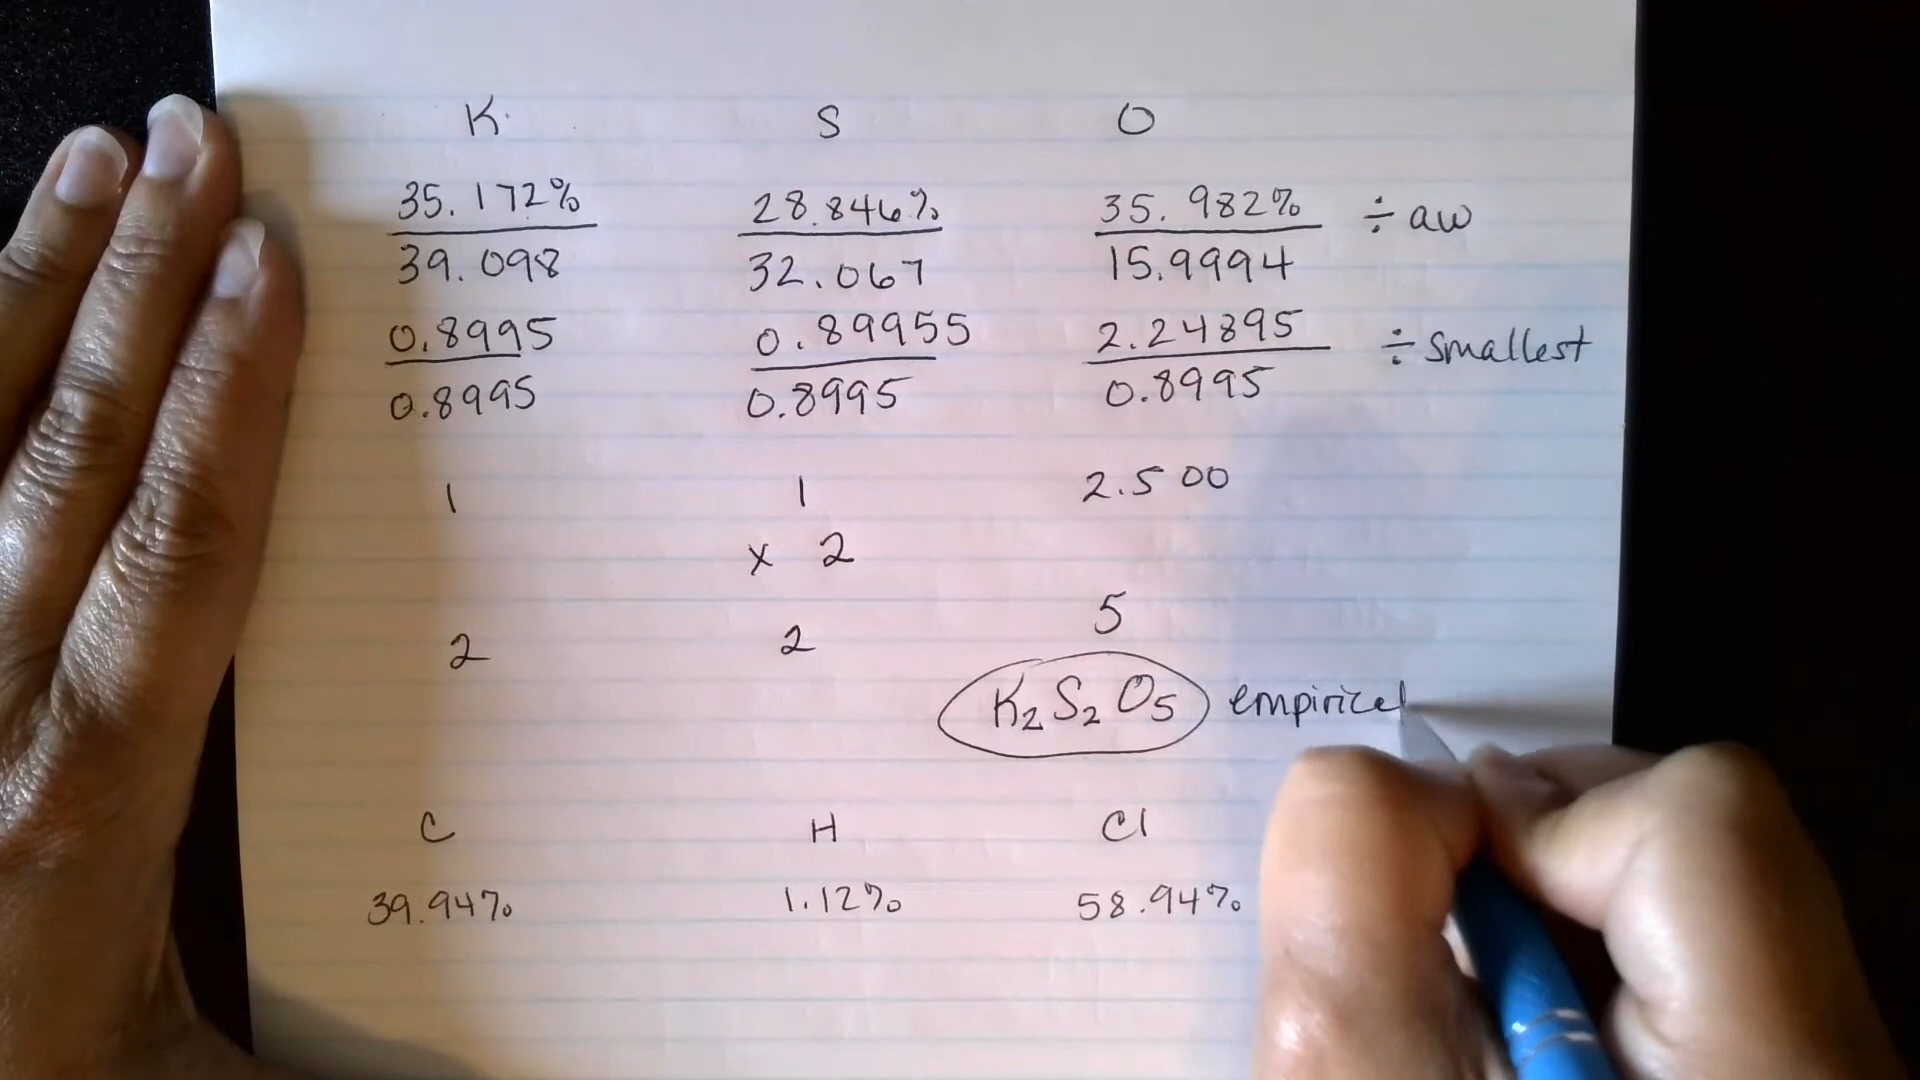 K S O
35.172% 28.846% 35.982% ÷ aw
39.098 32.067 15.9994
0.8995 0.89955 2.24895 ÷ smallest
0.8995 0.8995 0.8995
1 1 2.500
x 2
5
2 2
K₂S₂O₅ empirical
C H Cl
39.94% 1.12% 58.94%